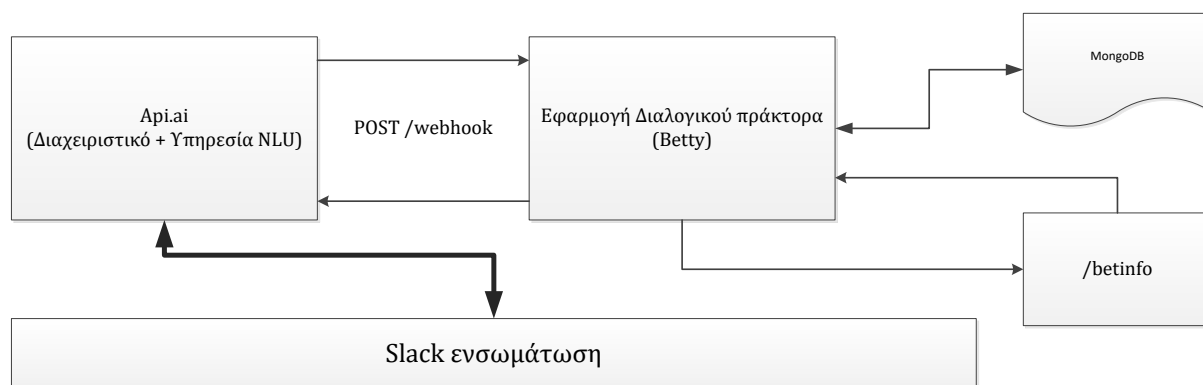 Api.ai
(Διαχειριστικό + Υπηρεσία NLU)
POST /webhook
Εφαρμογή Διαλογικού πράκτορα
(Betty)
MongoDB
/betinfo
Slack ενσωμάτωση